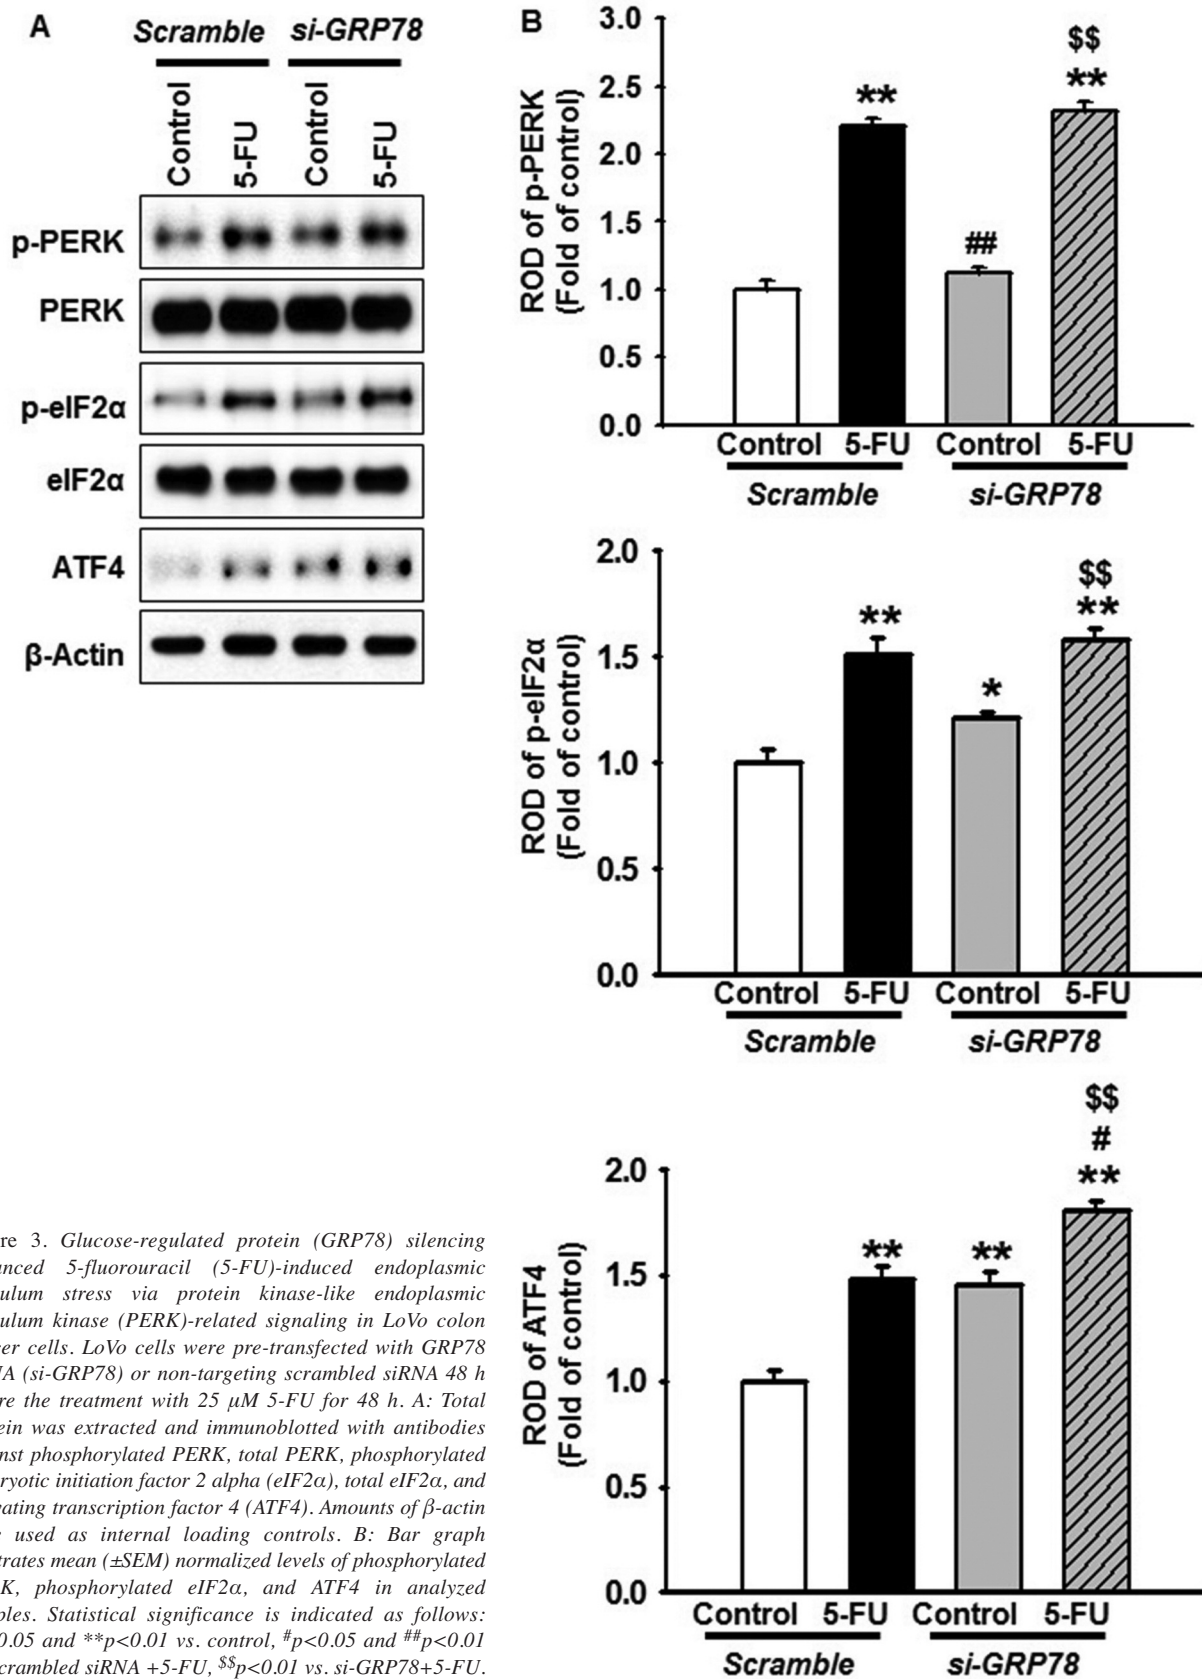 A
Scramble si-GRP78
Control 5-FU Control 5-FU
p-PERK
PERK
p-eIF2α
eIF2α
ATF4
β-Actin
B
ROD of p-PERK
(Fold of control)
3.0
2.5
2.0
1.5
1.0
0.5
0.0
**
##
$$
**
Control 5-FU Control 5-FU
Scramble si-GRP78
ROD of p-eIF2α
(Fold of control)
2.0
1.5
1.0
0.5
0.0
**
*
$$
**
Control 5-FU Control 5-FU
Scramble si-GRP78
ROD of ATF4
(Fold of control)
2.0
1.5
1.0
0.5
0.0
**
**
$$
#
**
Control 5-FU Control 5-FU
Scramble si-GRP78
re 3. Glucose-regulated protein (GRP78) silencing
anced 5-fluorouracil (5-FU)-induced endoplasmic
ulum stress via protein kinase-like endoplasmic
ulum kinase (PERK)-related signaling in LoVo colon
er cells. LoVo cells were pre-transfected with GRP78
A (si-GRP78) or non-targeting scrambled siRNA 48 h
re the treatment with 25 μM 5-FU for 48 h. A: Total
ein was extracted and immunoblotted with antibodies
nst phosphorylated PERK, total PERK, phosphorylated
ryotic initiation factor 2 alpha (eIF2α), total eIF2α, and
vating transcription factor 4 (ATF4). Amounts of β-actin
used as internal loading controls. B: Bar graph
trates mean (±SEM) normalized levels of phosphorylated
K, phosphorylated eIF2α, and ATF4 in analyzed
ples. Statistical significance is indicated as follows:
0.05 and **p<0.01 vs. control, #p<0.05 and ##p<0.01
crambled siRNA +5-FU, $$p<0.01 vs. si-GRP78+5-FU.